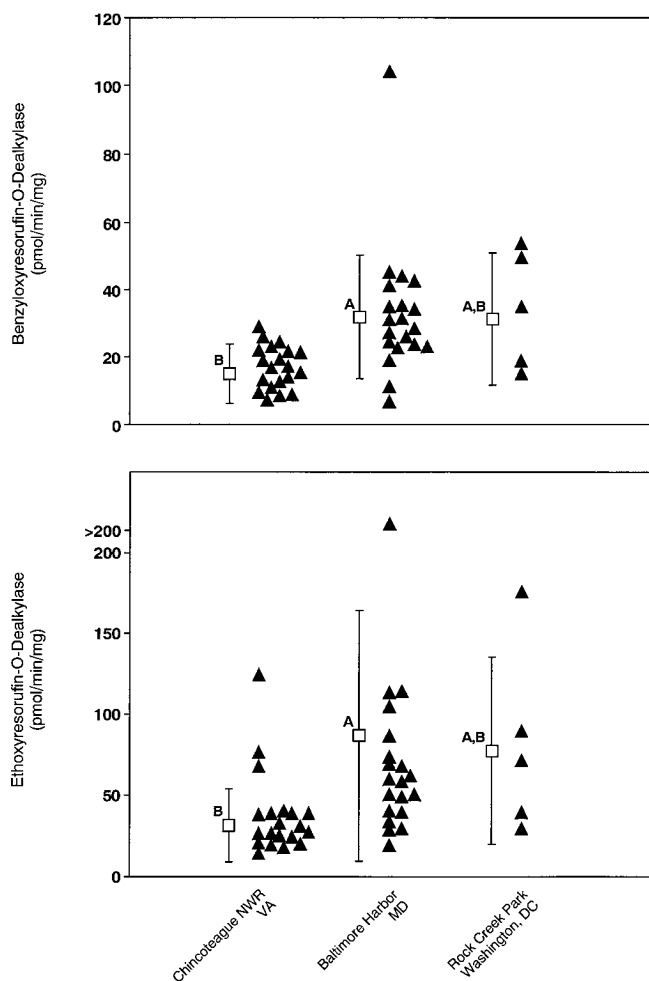 Benzyloxyresorufin-O-Dealkylase
(pmol/min/mg)
120
100
80
60
40
20
0
B
A
A,B
Ethoxyresorufin-O-Dealkylase
(pmol/min/mg)
>200
200
150
100
50
0
B
A
A,B
Chincoteague NWR
VA
Baltimore Harbor
MD
Rock Creek Park
Washington, DC